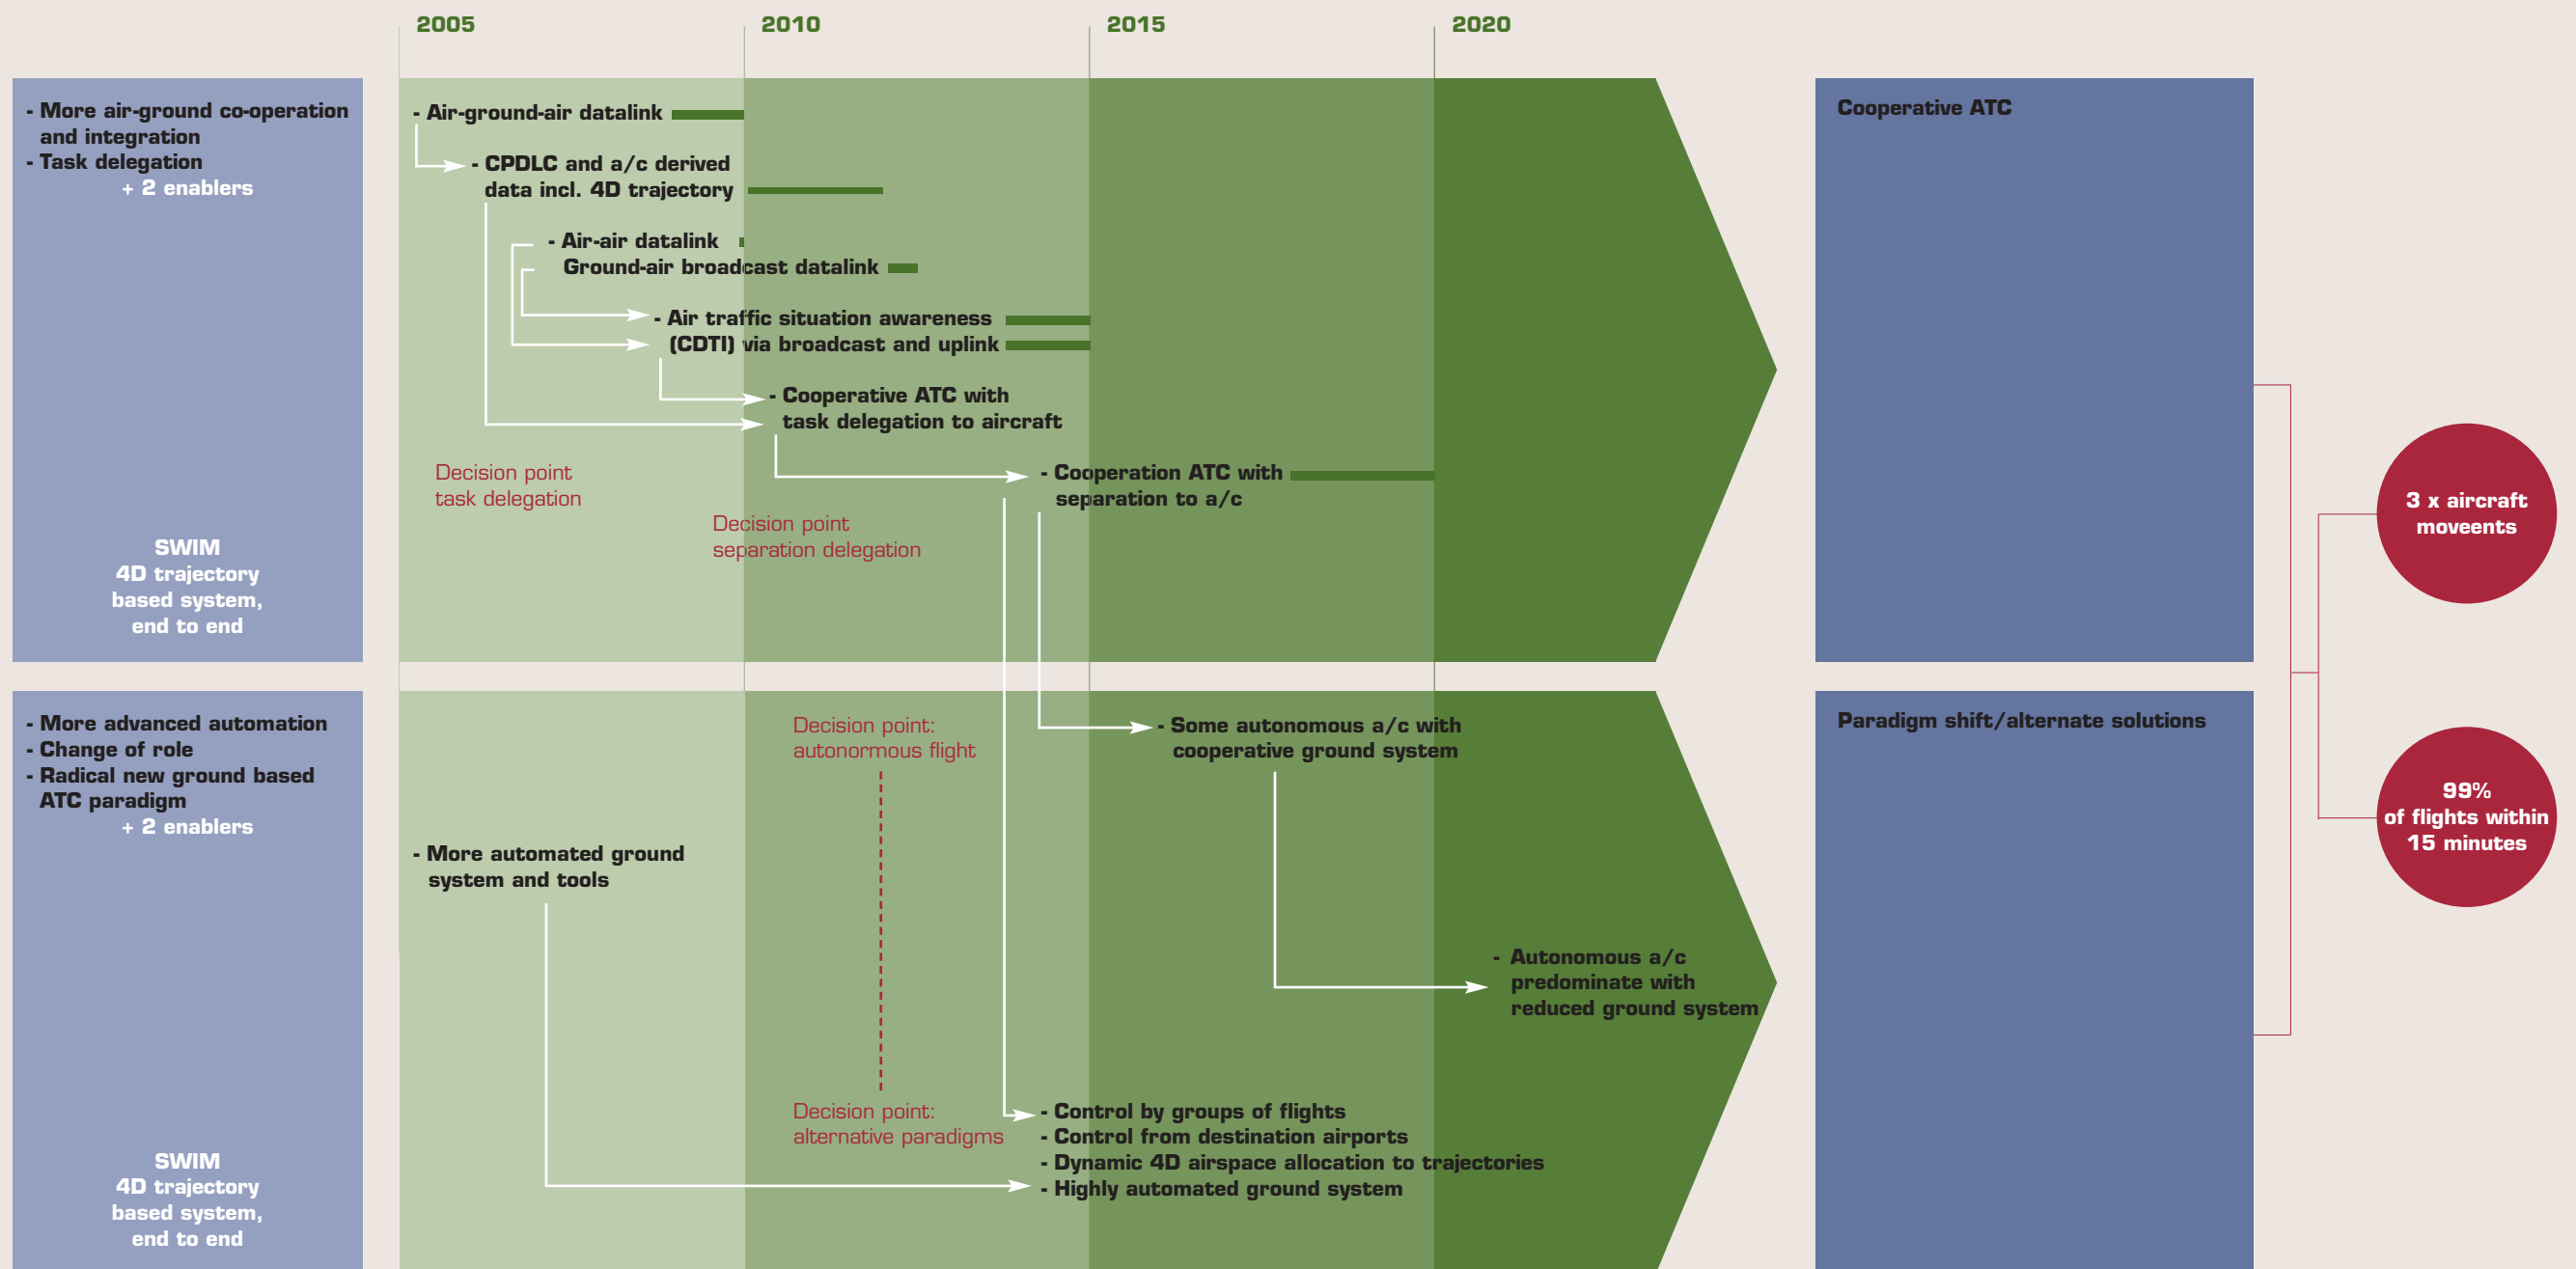 2005
2010
2015
2020
- More air-ground co-operation
and integration
- Task delegation
+ 2 enablers
SWIM
4D trajectory
based system,
end to end
- Air-ground-air datalink
- CPDLC and a/c derived
data incl. 4D trajectory
- Air-air datalink
Ground-air broadcast datalink
- Air traffic situation awareness
(CDTI) via broadcast and uplink
- Cooperative ATC with
task delegation to aircraft
Decision point
task delegation
- Cooperation ATC with
separation to a/c
Decision point
separation delegation
Cooperative ATC
- More advanced automation
- Change of role
- Radical new ground based
ATC paradigm
+ 2 enablers
SWIM
4D trajectory
based system,
end to end
Decision point:
autonormous flight
- Some autonomous a/c with
cooperative ground system
- More automated ground
system and tools
- Autonomous a/c
predominate with
reduced ground system
Decision point:
alternative paradigms
- Control by groups of flights
- Control from destination airports
- Dynamic 4D airspace allocation to trajectories
- Highly automated ground system
Paradigm shift/alternate solutions
3 x aircraft
moveents
99%
of flights within
15 minutes